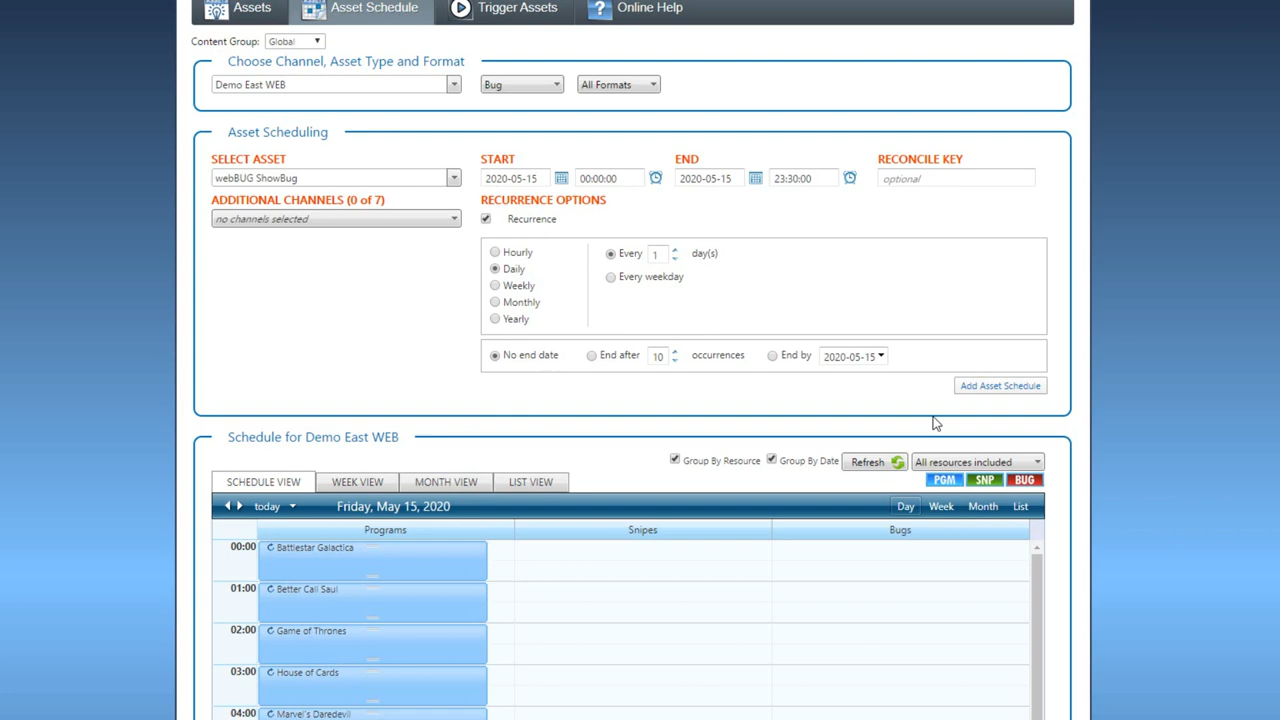 Assets Asset Schedule Trigger Assets ? Online Help
Content Group: Global
Choose Channel, Asset Type and Format
Demo East WEB Bug All Formats
Asset Scheduling
SELECT ASSET START END RECONCILE KEY
webBUG ShowBug 2020-05-15 00:00:00 2020-05-15 23:30:00 optional
ADDITIONAL CHANNELS (0 of 7) RECURRENCE OPTIONS
no channels selected Recurrence
Hourly Every 1 day(s)
Daily
Every weekday
Weekly
Monthly
Yearly
No end date End after 10 occurrences End by 2020-05-15
Add Asset Schedule
Schedule for Demo East WEB
Group By Resource Group By Date Refresh All resources included
SCHEDULE VIEW WEEK VIEW MONTH VIEW LIST VIEW PGM SNP BUG
today Friday, May 15, 2020 Day Week Month List
Programs Snipes Bugs
00:00 Battlestar Galactica
01:00 Better Call Saul
02:00 Game of Thrones
03:00 House of Cards
04:00 Marvel's Daredevil